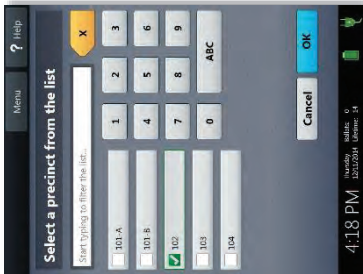 Menu
? Help
Select a precinct from the list
Start typing to filter the list...
X
101-A
101-B
102
103
104
1 2 3
4 5 6
7 8 9
0 ABC
Cancel
OK
4:18 PM
Thursday
12/11/2014
Ballots: 0
Lifetime: 14